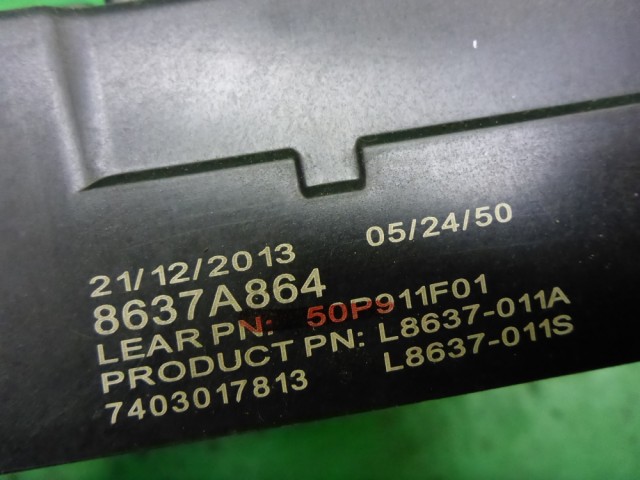 21/12/2013 05/24/50
8637A864
LEAR PN: 50P911F01
PRODUCT PN: L8637-011A
L8637-011S
7403017813